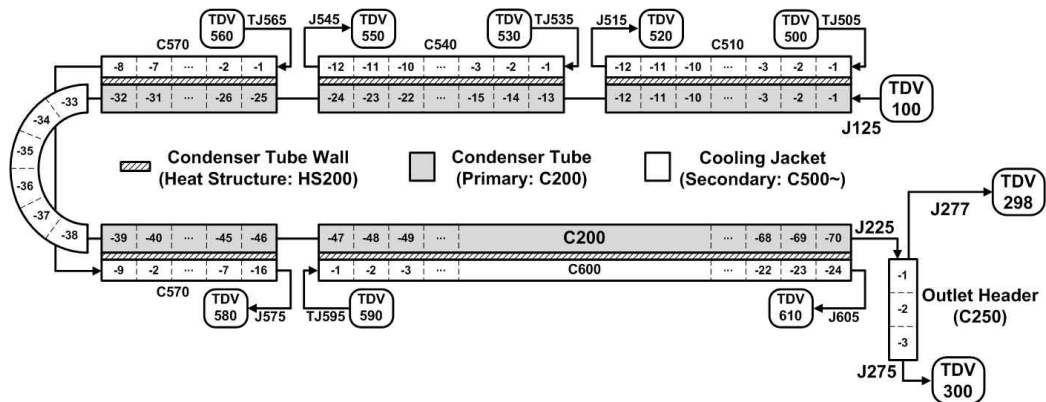 TDV 560
TJ565
J545
TDV 550
TDV 530
TJ535
J515
TDV 520
TDV 500
TJ505
C570
C540
C510
-8 -7 ... -2 -1
-12 -11 -10 ... -3 -2 -1
-12 -11 -10 ... -3 -2 -1
-32 -31 ... -26 -25
-24 -23 -22 ... -15 -14 -13
-12 -11 -10 ... -3 -2 -1
TDV 100
J125
-33
-34
-35
-36
-37
-38
Condenser Tube Wall
(Heat Structure: HS200)
Condenser Tube
(Primary: C200)
Cooling Jacket
(Secondary: C500~)
TDV 298
J277
J225
-39 -40 ... -45 -46
-47 -48 -49 ... C200 ... -68 -69 -70
-9 -2 ... -7 -16
-1 -2 -3 ... C600 ... -22 -23 -24
C570
TDV 580
J575
TJ595
TDV 590
TDV 610
J605
-1
-2
-3
Outlet Header
(C250)
J275
TDV 300